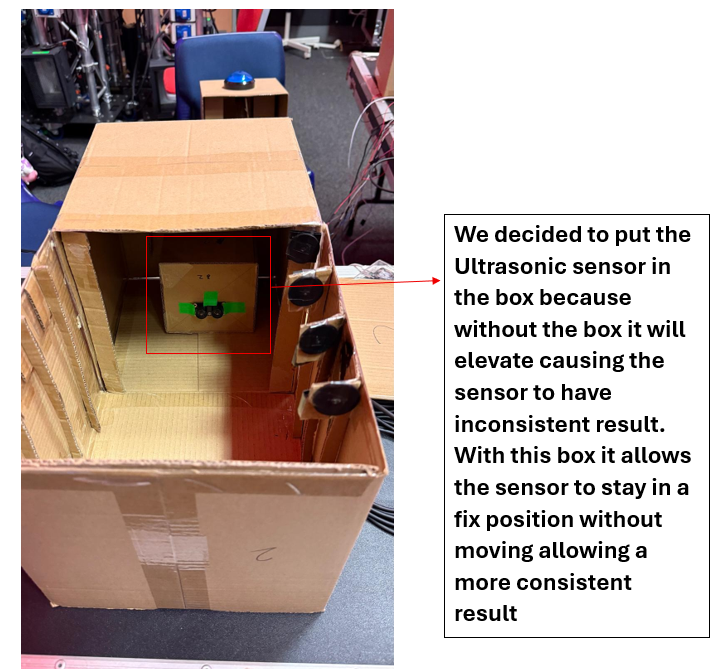 We decided to put the
Ultrasonic sensor in
the box because
without the box it will
elevate causing the
sensor to have
inconsistent result.
With this box it allows
the sensor to stay in a
fix position without
moving allowing a
more consistent
result
2